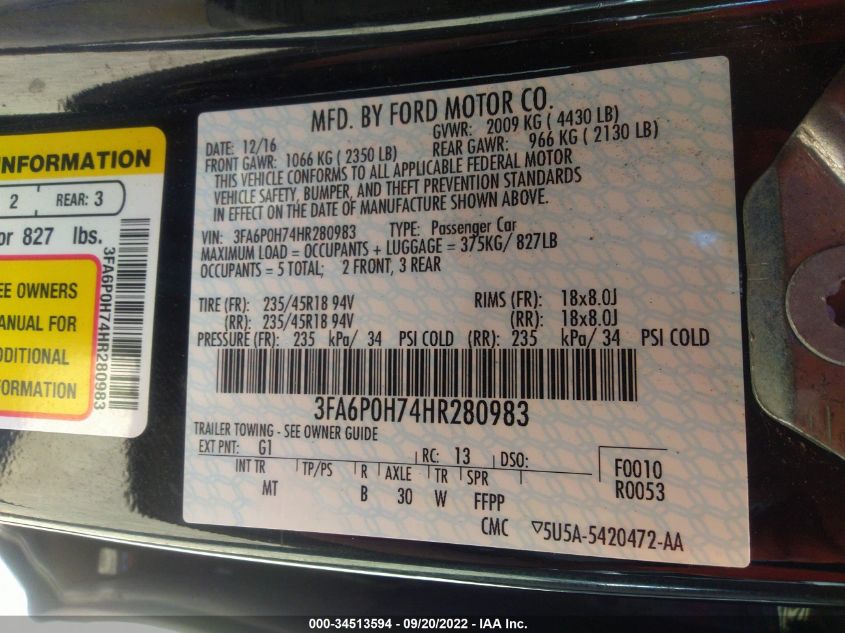 INFORMATION
2 REAR: 3
or 827 lbs.
EE OWNERS
ANUAL FOR
DDITIONAL
FORMATION
3FA6P0H74HR280983
MFD. BY FORD MOTOR CO.
DATE: 12/16 GVWR: 2009 KG ( 4430 LB)
FRONT GAWR: 1066 KG ( 2350 LB) REAR GAWR: 966 KG ( 2130 LB)
THIS VEHICLE CONFORMS TO ALL APPLICABLE FEDERAL MOTOR
VEHICLE SAFETY, BUMPER, AND THEFT PREVENTION STANDARDS
IN EFFECT ON THE DATE OF MANUFACTURE SHOWN ABOVE.
VIN: 3FA6P0H74HR280983 TYPE: Passenger Car
MAXIMUM LOAD = OCCUPANTS + LUGGAGE = 375KG/ 827LB
OCCUPANTS = 5 TOTAL; 2 FRONT, 3 REAR
TIRE (FR): 235/45R18 94V RIMS (FR): 18x8.0J
(RR): 235/45R18 94V (RR): 18x8.0J
PRESSURE (FR): 235 kPa/ 34 PSI COLD (RR): 235 kPa/ 34 PSI COLD
3FA6P0H74HR280983
TRAILER TOWING - SEE OWNER GUIDE
EXT PNT: G1 RC: 13 DSO: F0010
INT TR TP/PS R AXLE TR SPR R0053
MT B 30 W FFPP
CMC ▽5U5A-5420472-AA
000-34513594 - 09/20/2022 - IAA Inc.